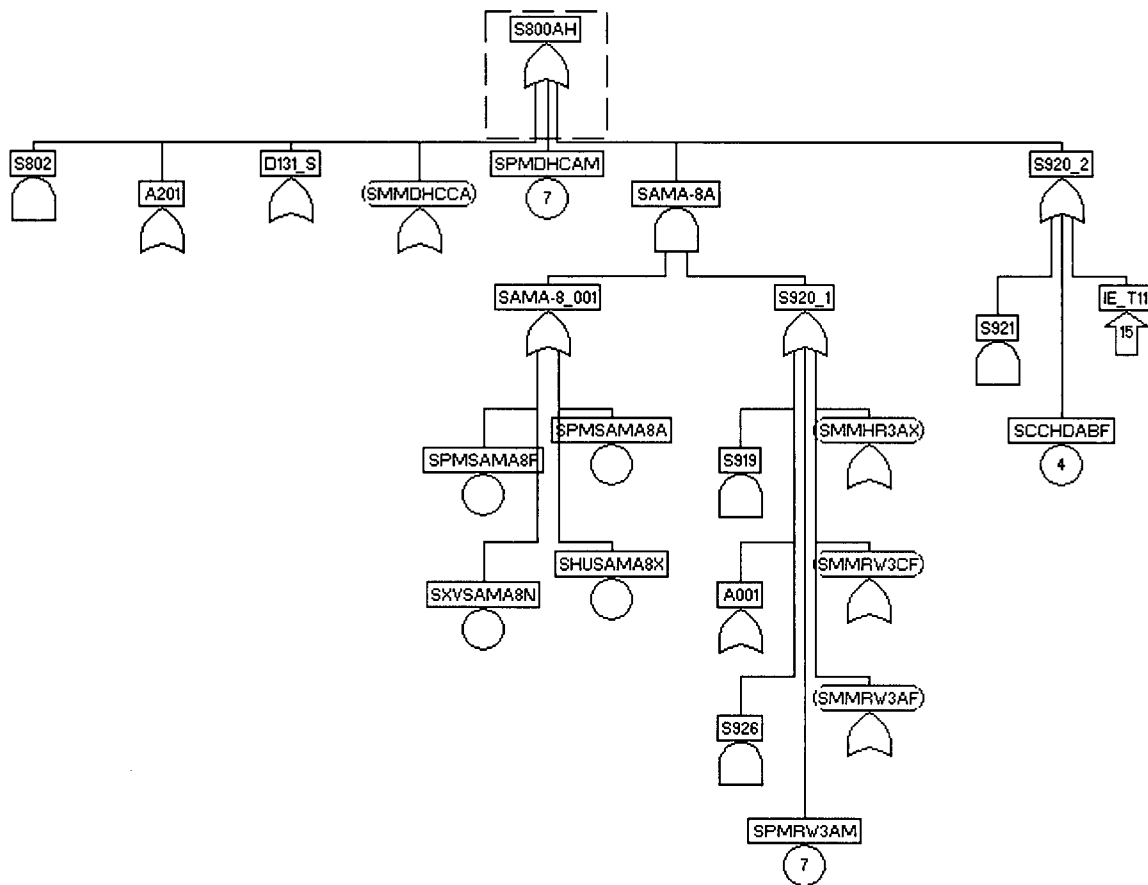 S800AH
S802
A201
D131_S
(SMMDHCCA)
SPMDHCAM
7
SAMA-8A
S920_2
SAMA-8_001
S920_1
S921
IE_T11
15
SPMSAMA8F
SPMSAMA8A
SXVSAMA8N
SHUSAMA8X
S919
(SMMHR3AX)
SCCHDABF
4
A001
(SMMRW3CF)
S926
(SMMRW3AF)
SPMRW3AM
7